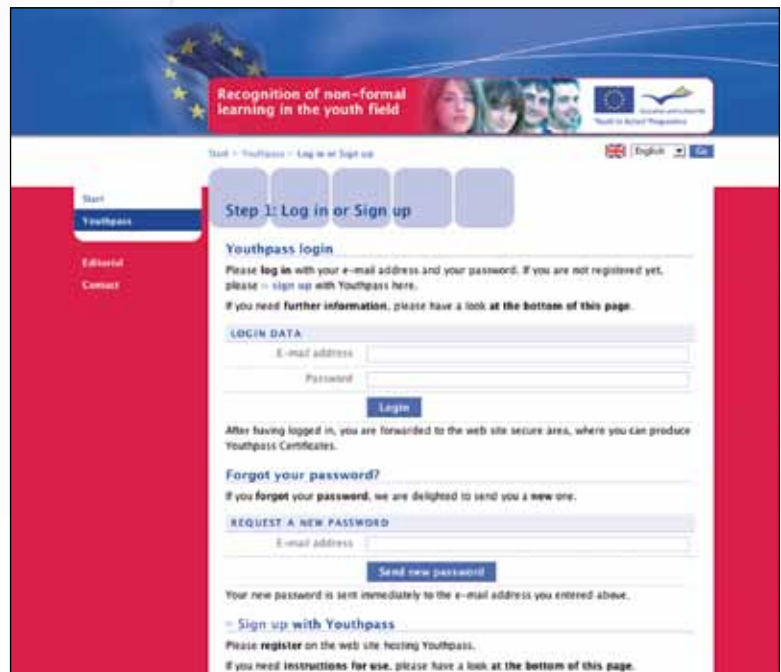 Recognition of non-formal
learning in the youth field
Youth in Action Programme
Start > Youthpass > Log in or Sign up
English
Go
Start
Youthpass
Editorial
Contact
Step 1: Log in or Sign up
Youthpass login
Please log in with your e-mail address and your password. If you are not registered yet,
please > sign up with Youthpass here.
If you need further information, please have a look at the bottom of this page.
LOGIN DATA
E-mail address
Password
Login
After having logged in, you are forwarded to the web site secure area, where you can produce
Youthpass Certificates.
Forgot your password?
If you forgot your password, we are delighted to send you a new one.
REQUEST A NEW PASSWORD
E-mail address
Send new password
Your new password is sent immediately to the e-mail address you entered above.
Sign up with Youthpass
Please register on the web site hosting Youthpass.
If you need instructions for use, please have a look at the bottom of this page.